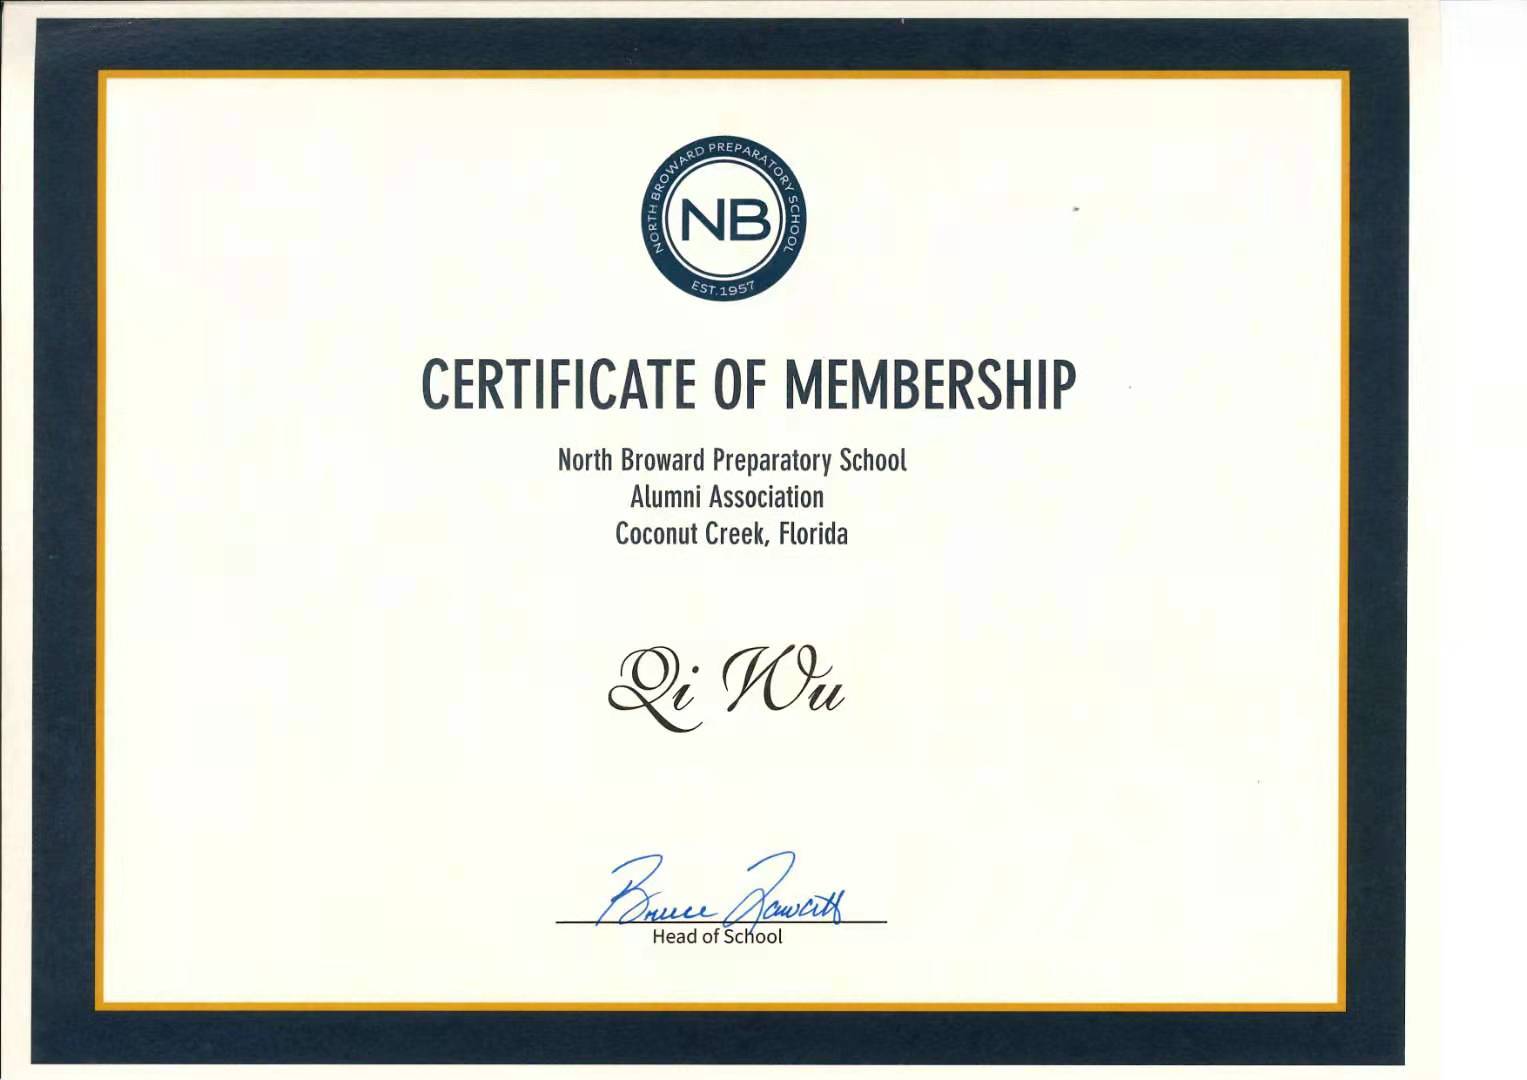 NORTH BROWARD PREPARATORY SCHOOL
NB
EST.1957
CERTIFICATE OF MEMBERSHIP
North Broward Preparatory School
Alumni Association
Coconut Creek, Florida
Qi Wu
Bruce Fawcett
Head of School